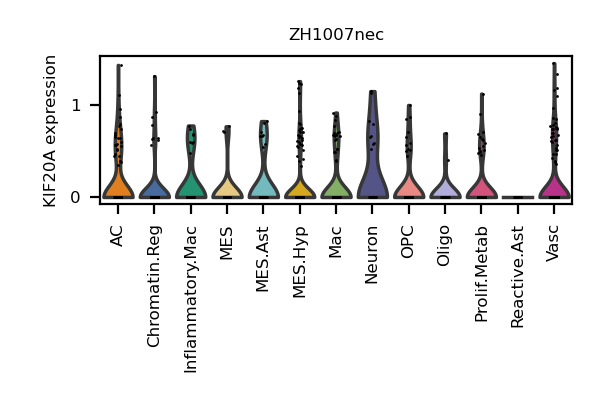 ZH1007nec
KIF20A expression
1
0
AC
Chromatin.Reg
Inflammatory.Mac
MES
MES.Ast
MES.Hyp
Mac
Neuron
OPC
Oligo
Prolif.Metab
Reactive.Ast
Vasc